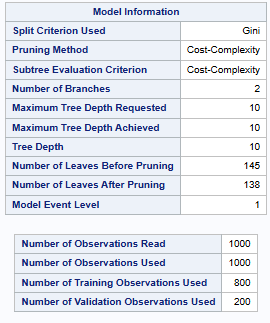 Model Information
Split Criterion Used Gini
Pruning Method Cost-Complexity
Subtree Evaluation Criterion Cost-Complexity
Number of Branches 2
Maximum Tree Depth Requested 10
Maximum Tree Depth Achieved 10
Tree Depth 10
Number of Leaves Before Pruning 145
Number of Leaves After Pruning 138
Model Event Level 1
Number of Observations Read 1000
Number of Observations Used 1000
Number of Training Observations Used 800
Number of Validation Observations Used 200